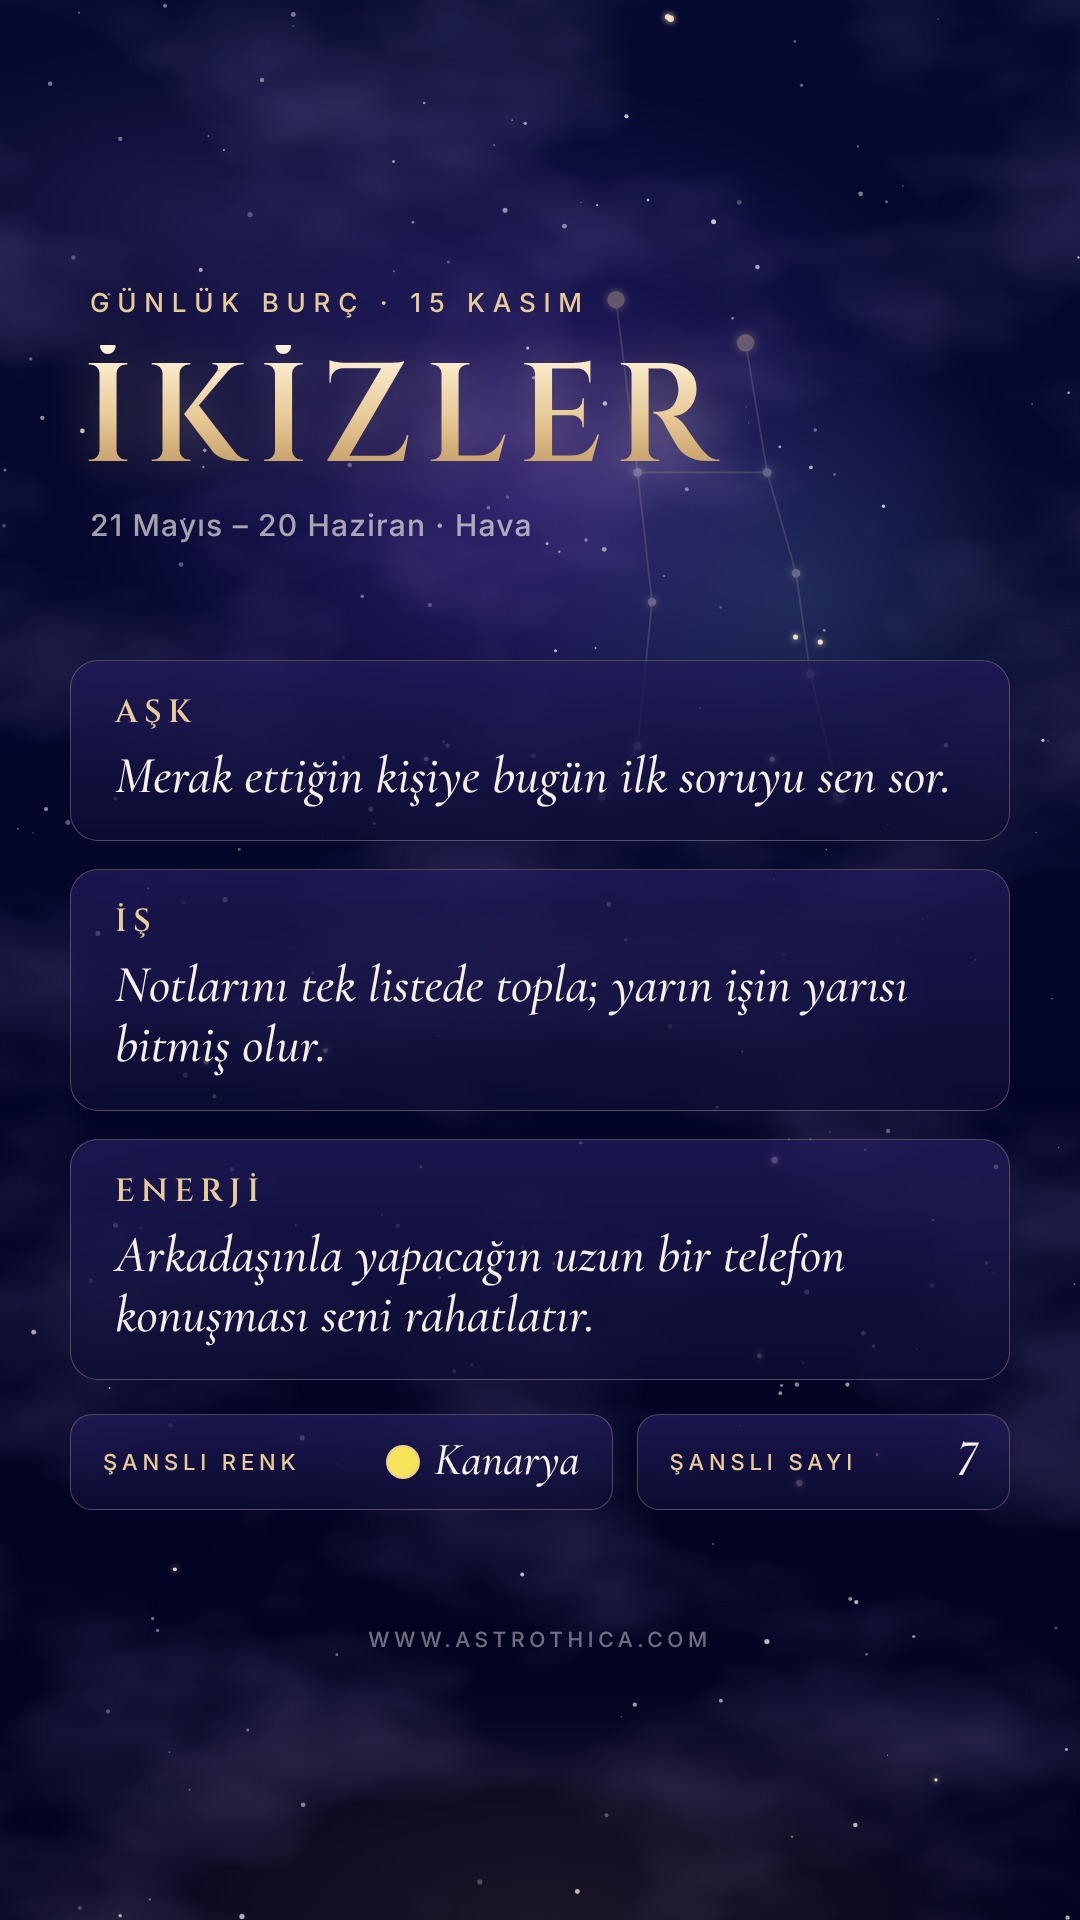 GÜNLÜK BURÇ · 15 KASIM
İKİZLER
21 Mayıs – 20 Haziran · Hava
AŞK
Merak ettiğin kişiye bugün ilk soruyu sen sor.
İŞ
Notlarını tek listede topla; yarın işin yarısı
bitmiş olur.
ENERJİ
Arkadaşınla yapacağın uzun bir telefon
konuşması seni rahatlatır.
ŞANSLI RENK Kanarya
ŞANSLI SAYI 7
WWW.ASTROTHICA.COM